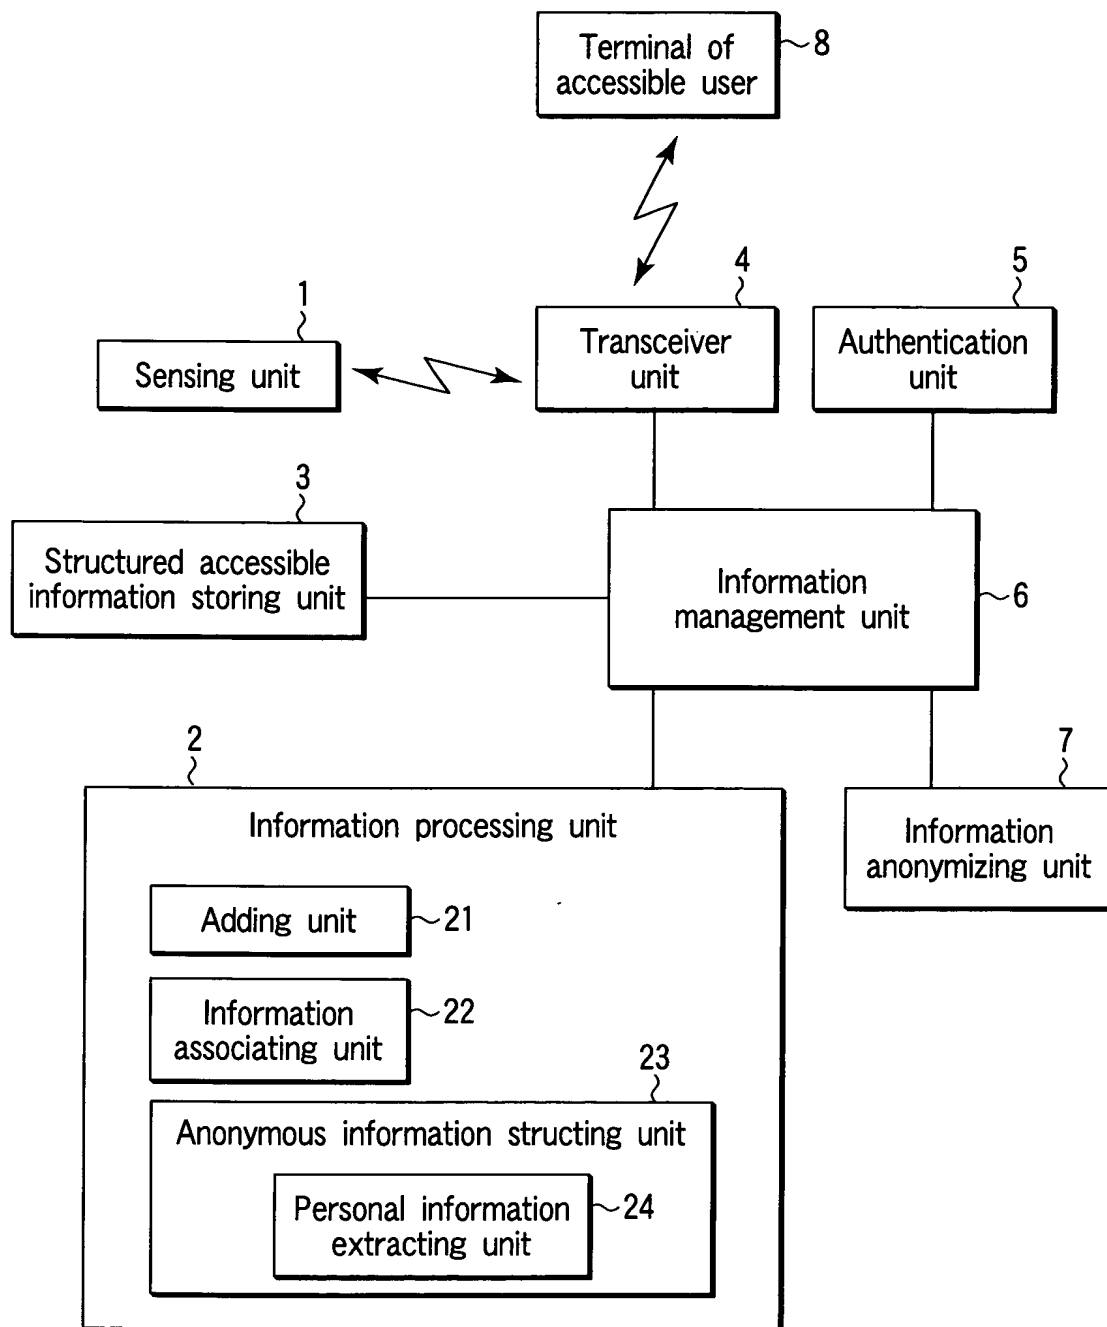 Terminal of
accessible user
8
4
5
1
Transceiver
unit
Authentication
unit
Sensing unit
3
Structured accessible
information storing unit
Information
management unit
6
2
7
Information processing unit
Information
anonymizing unit
Adding unit
21
Information
associating unit
22
23
Anonymous information structing unit
Personal information
extracting unit
24